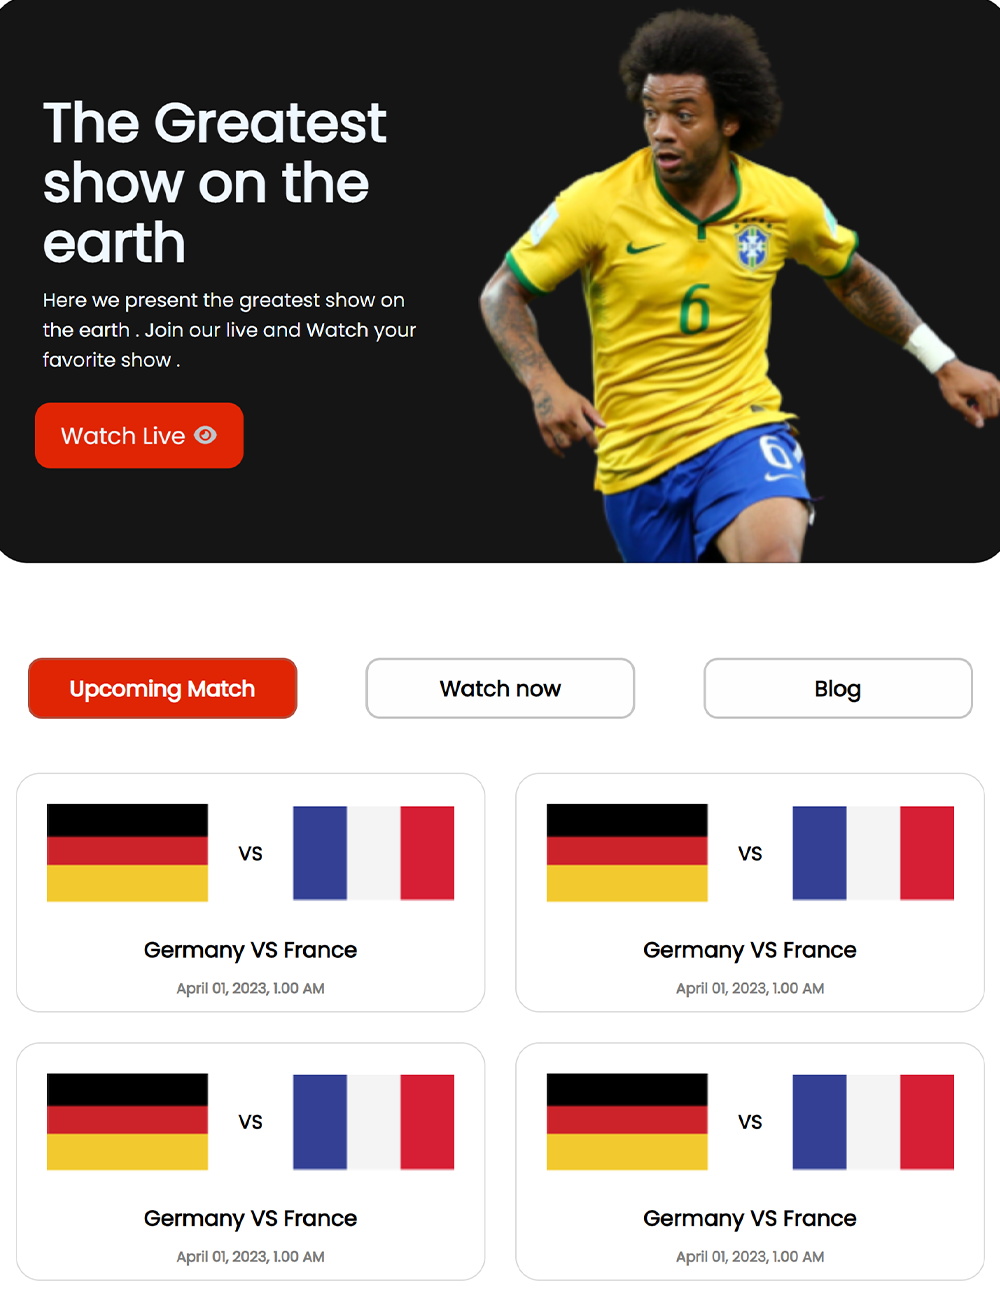 The Greatest
show on the
earth
Here we present the greatest show on
the earth . Join our live and Watch your
favorite show .
Watch Live
6
6
Upcoming Match
Watch now
Blog
VS
VS
Germany VS France
Germany VS France
April 01, 2023, 1.00 AM
April 01, 2023, 1.00 AM
VS
VS
Germany VS France
Germany VS France
April 01, 2023, 1.00 AM
April 01, 2023, 1.00 AM